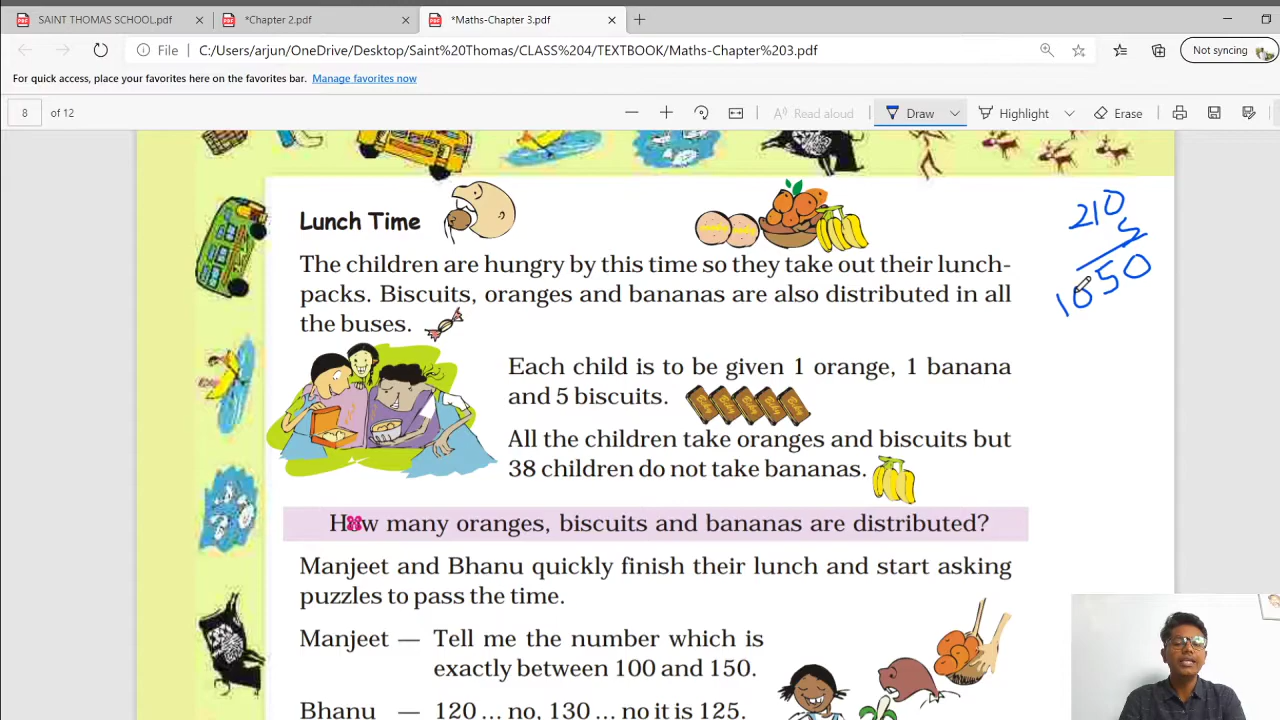 SAINT THOMAS SCHOOL.pdf
*Chapter 2.pdf
*Maths-Chapter 3.pdf
File
C:/Users/arjun/OneDrive/Desktop/Saint%20Thomas/CLASS%204/TEXTBOOK/Maths-Chapter%203.pdf
Not syncing
For quick access, place your favorites here on the favorites bar. Manage favorites now
8 of 12
Read aloud
Draw
Highlight
Erase
Lunch Time
210
5
1050
The children are hungry by this time so they take out their lunch-
packs. Biscuits, oranges and bananas are also distributed in all
the buses.
Each child is to be given 1 orange, 1 banana
and 5 biscuits.
All the children take oranges and biscuits but
38 children do not take bananas.
How many oranges, biscuits and bananas are distributed?
Manjeet and Bhanu quickly finish their lunch and start asking
puzzles to pass the time.
Manjeet — Tell me the number which is
exactly between 100 and 150.
Bhanu — 120 ... no, 130 ... no it is 125.